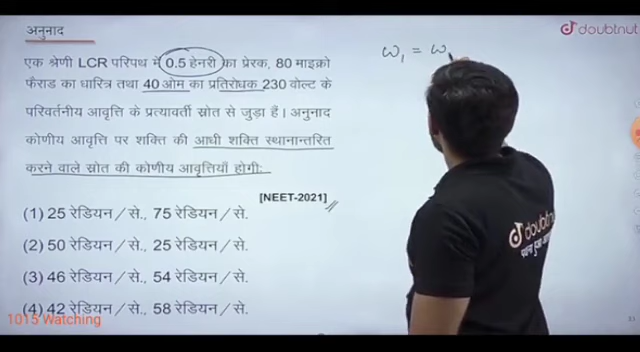 अनुनाद
doubtnut
एक श्रेणी LCR परिपथ में 0.5 हेनरी का प्रेरक, 80 माइक्रो
फैराड का धारित्र तथा 40 ओम का प्रतिरोधक 230 वोल्ट के
परिवर्तनीय आवृत्ति के प्रत्यावर्ती स्रोत से जुड़ा हैं। अनुनाद
कोणीय आवृत्ति पर शक्ति की आधी शक्ति स्थानान्तरित
करने वाले स्रोत की कोणीय आवृत्तियाँ होगी:
[NEET-2021]
(1) 25 रेडियन/से., 75 रेडियन/से.
(2) 50 रेडियन/से., 25 रेडियन/से.
(3) 46 रेडियन/से., 54 रेडियन/से.
(4) 42 रेडियन/से., 58 रेडियन/से.
1015 Watching
ω₁ = ω
doubtnut